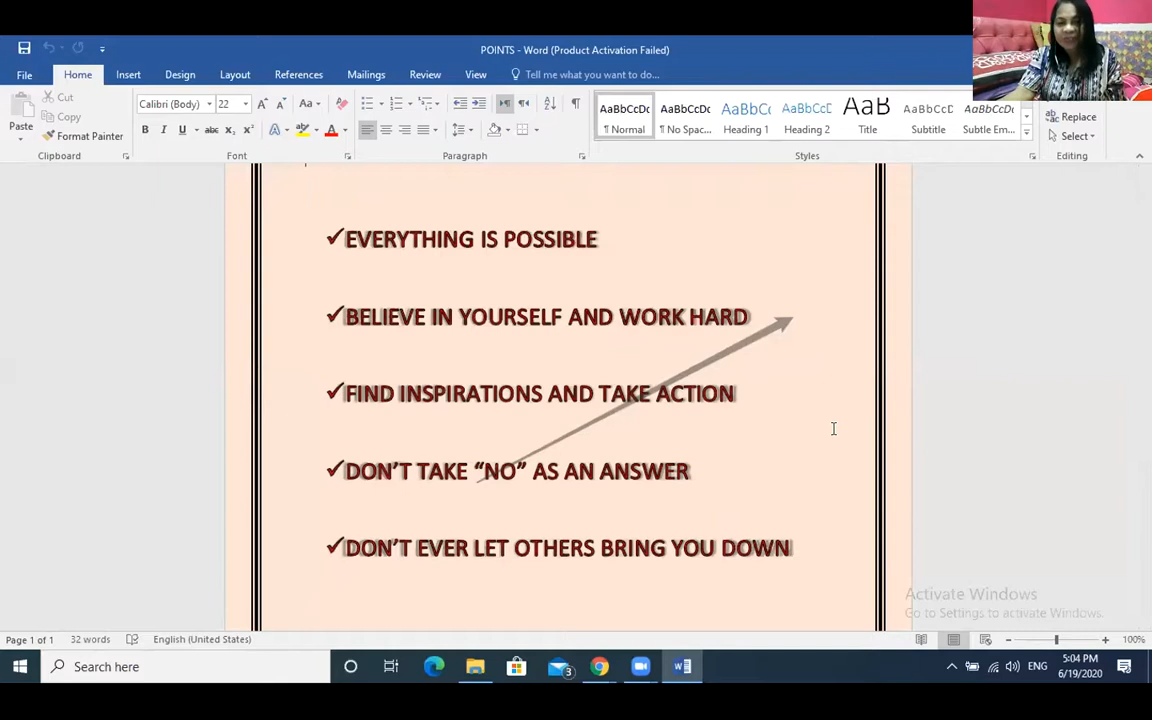 POINTS - Word (Product Activation Failed)
File Home Insert Design Layout References Mailings Review View Tell me what you want to do...
Cut
Copy
Paste
Format Painter
Calibri (Body) 22
Clipboard Font Paragraph Styles Editing
AaBbCcDc AaBbCcDc AaBbC AaBbCcD AaB AaBbCcD AaBbCcDc
¶ Normal ¶ No Spac... Heading 1 Heading 2 Title Subtitle Subtle Em...
Replace
Select
✓EVERYTHING IS POSSIBLE
✓BELIEVE IN YOURSELF AND WORK HARD
✓FIND INSPIRATIONS AND TAKE ACTION
✓DON'T TAKE “NO” AS AN ANSWER
✓DON'T EVER LET OTHERS BRING YOU DOWN
Activate Windows
Go to Settings to activate Windows.
Page 1 of 1 32 words English (United States) 100%
Search here
3
ENG
5:04 PM
6/19/2020